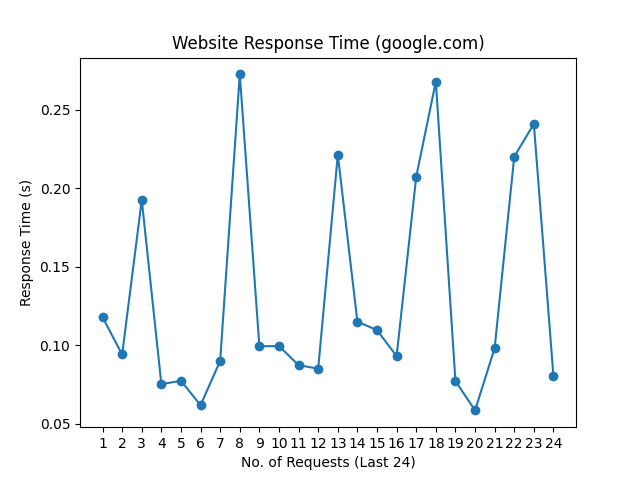 Website Response Time (google.com)
Response Time (s)
0.25
0.20
0.15
0.10
0.05
1 2 3 4 5 6 7 8 9 10 11 12 13 14 15 16 17 18 19 20 21 22 23 24
No. of Requests (Last 24)